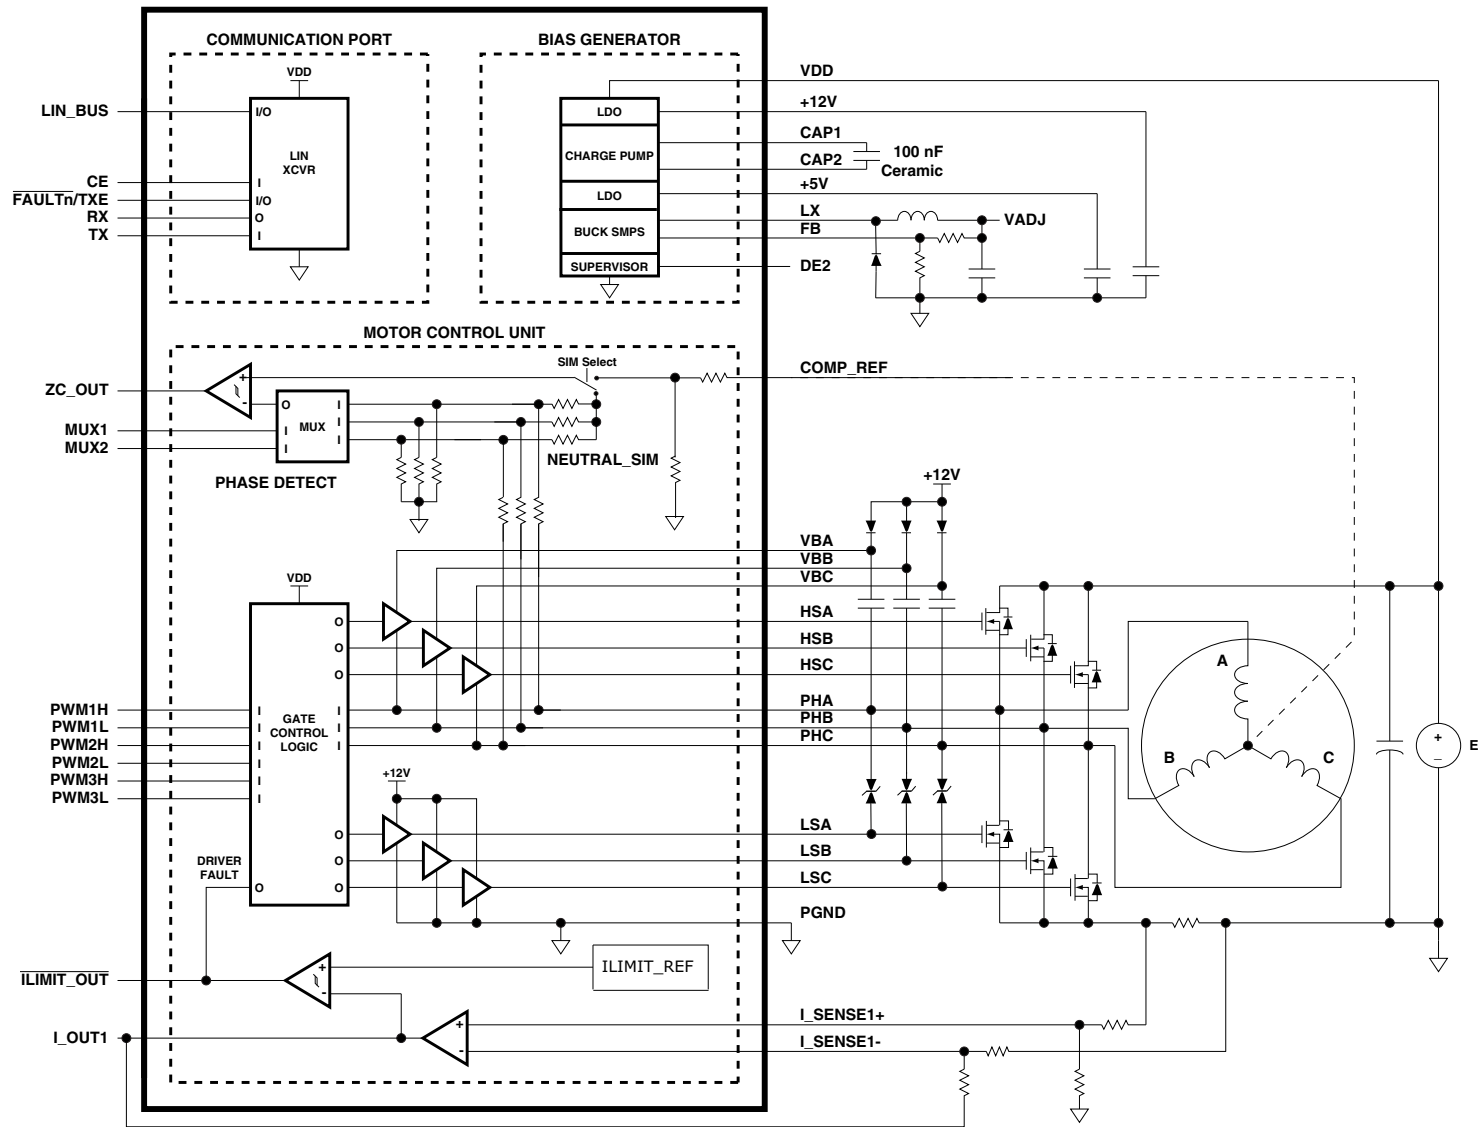 COMMUNICATION PORT
BIAS GENERATOR
VDD
LIN_BUS
I/O
LIN
XCVR
CE
I
FAULTn/TXE
I/O
RX
O
TX
I
LDO
CHARGE PUMP
LDO
BUCK SMPS
SUPERVISOR
VDD
+12V
CAP1
CAP2
100 nF
Ceramic
+5V
LX
FB
VADJ
DE2
MOTOR CONTROL UNIT
SIM Select
COMP_REF
ZC_OUT
+
-
O
I
MUX1
I
MUX
I
MUX2
I
I
NEUTRAL_SIM
PHASE DETECT
+12V
VBA
VBB
VBC
VDD
HSA
O
HSB
O
HSC
O
PHA
PHB
PHC
PWM1H
I
I
PWM1L
I
I
PWM2H
I
I
PWM2L
I
PWM3H
I
PWM3L
I
GATE
CONTROL
LOGIC
A
B
C
+
–
E
+12V
LSA
O
LSB
O
LSC
O
DRIVER
FAULT
O
PGND
ILIMIT_OUT
+
-
ILIMIT_REF
I_OUT1
+
-
I_SENSE1+
I_SENSE1-